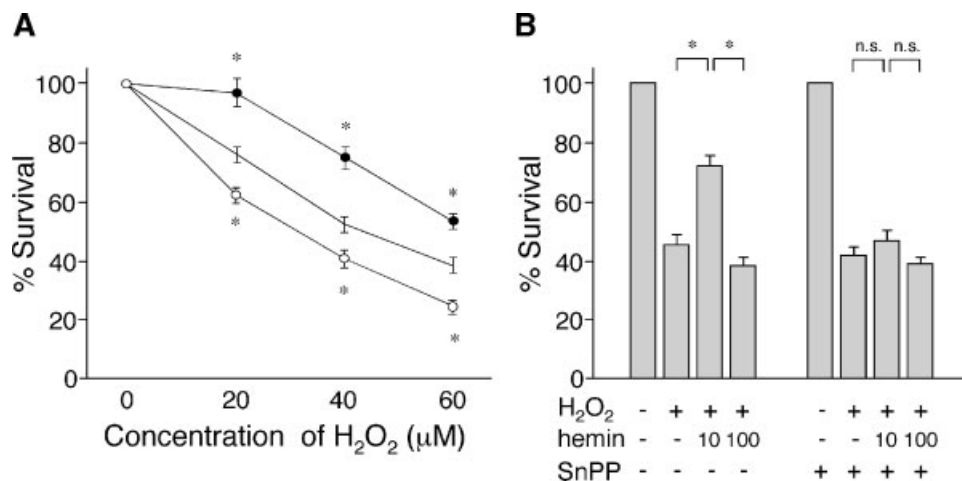 A
100
80
60
40
20
0
% Survival
* * *
* * *
0 20 40 60
Concentration of H₂O₂ (μM)
B
* * n.s. n.s.
100
80
60
40
20
0
% Survival
H₂O₂ - + + + - + + +
hemin - - 10 100 - - 10 100
SnPP - - - - + + + +